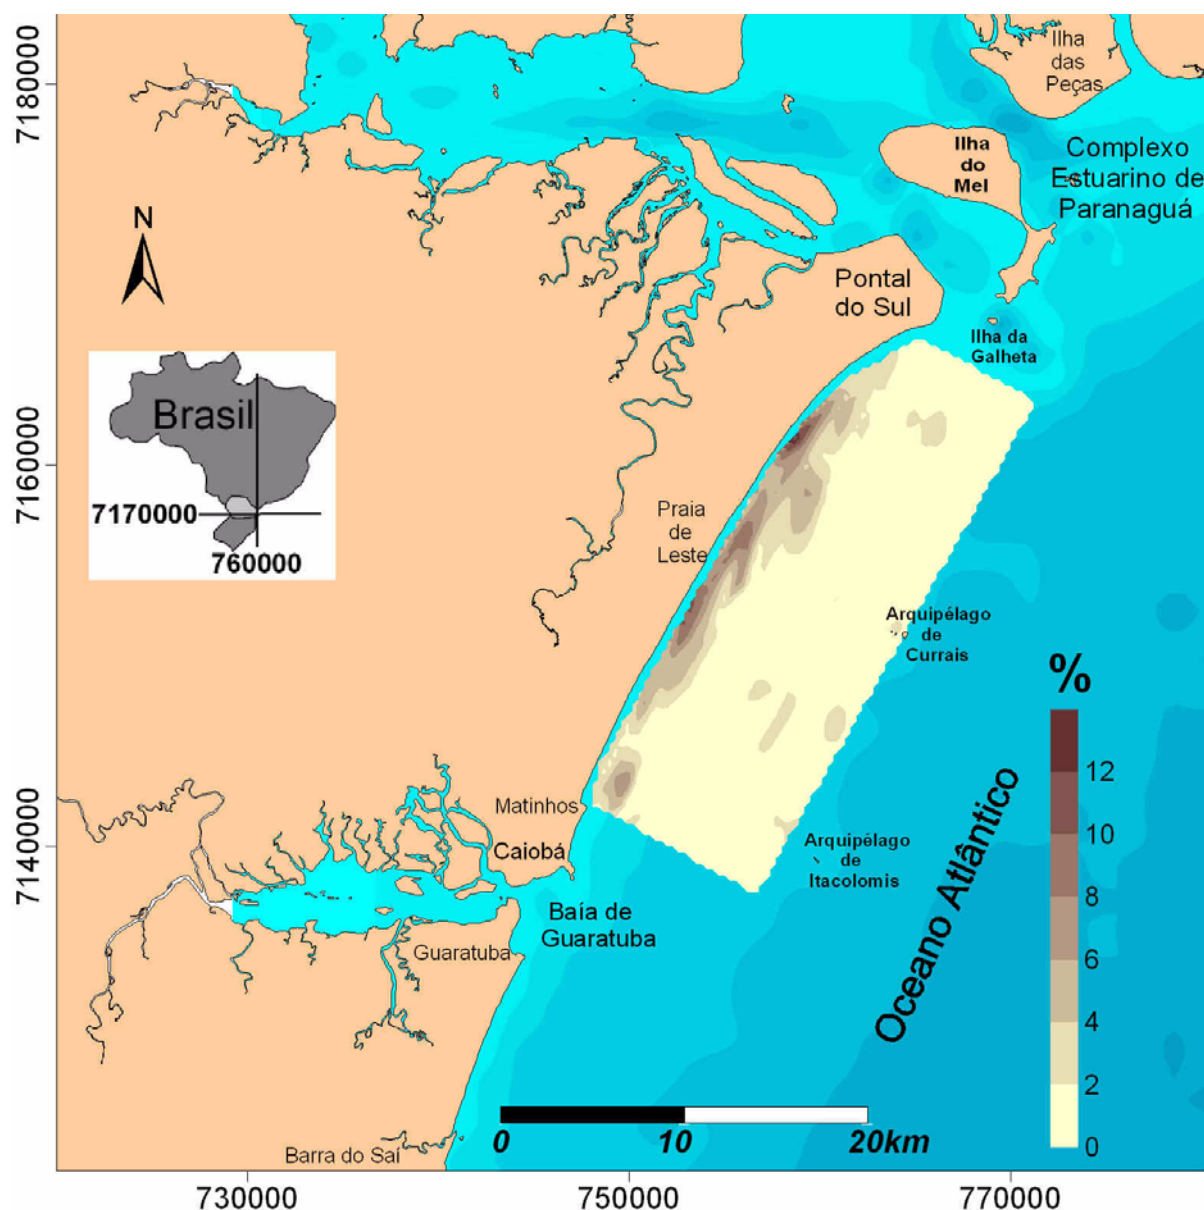 Ilha
das
Peças
7180000
Ilha
do
Mel
Complexo
Estuarino de
Paranaguá
N
Pontal
do Sul
Ilha da
Galheta
Brasil
7170000
760000
7160000
Praia
de
Leste
Arquipélago
de
Currais
%
12
10
8
6
4
2
0
Matinhos
7140000
Caiobá
Arquipélago
de
Itacolomis
Oceano Atlântico
Baía de
Guaratuba
Guaratuba
0
10
20km
Barra do Saí
730000
750000
770000